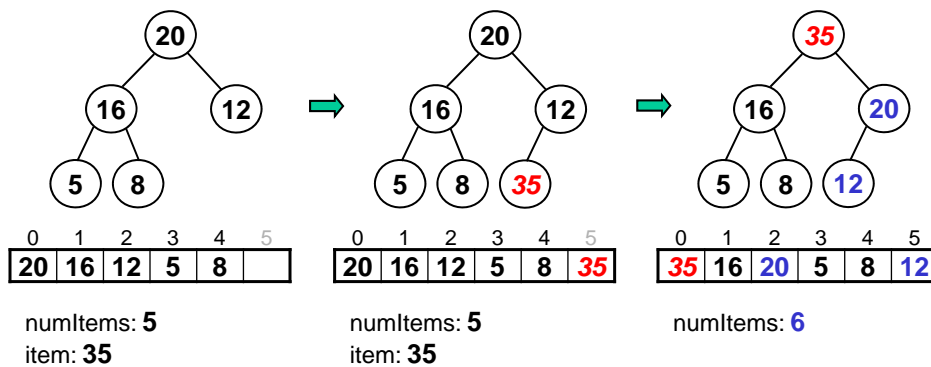 20 20 35
16 12 16 12 16 20
5 8 5 8 35 5 8 12
0 1 2 3 4 5 0 1 2 3 4 5 0 1 2 3 4 5
20 16 12 5 8 20 16 12 5 8 35 35 16 20 5 8 12
numItems: 5 numItems: 5 numItems: 6
item: 35 item: 35